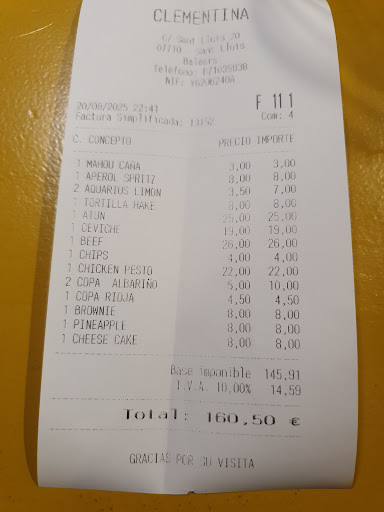 CLEMENTINA
C/ Sant Lluis 20
07710 - Sant Lluis
Balears
Telefono: 871035838
NIF:
20/08/2025 22:41
F 11 1
Factura Simplificada: 13152
Com: 4
C. CONCEPTO PRECIO IMPORTE
1 MAHOU CAÑA 3,00 3,00
1 APEROL SPRITZ 8,00 8,00
2 AQUARIUS LIMON 3,50 7,00
1 TORTILLA HAKE 8,00 8,00
1 ATUN 25,00 25,00
1 CEVICHE 19,00 19,00
1 BEEF 26,00 26,00
1 CHIPS 4,00 4,00
1 CHICKEN PESTO 22,00 22,00
2 COPA ALBARIÑO 5,00 10,00
1 COPA RIOJA 4,50 4,50
1 BROWNIE 8,00 8,00
1 PINEAPPLE 8,00 8,00
1 CHEESE CAKE 8,00 8,00
Base imponible 145,91
I.V.A. 10,00% 14,59
Total: 160,50 €
GRACIAS POR SU VISITA